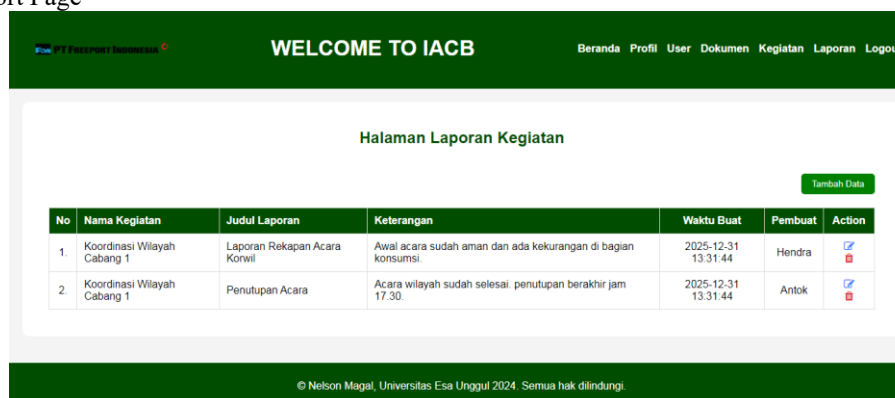 ort Page
PT FREEPORT INDONESIA
WELCOME TO IACB
Beranda Profil User Dokumen Kegiatan Laporan Logou
Halaman Laporan Kegiatan
Tambah Data
No Nama Kegiatan Judul Laporan Keterangan Waktu Buat Pembuat Action
1. Koordinasi Wilayah Cabang 1 Laporan Rekapan Acara Korwil Awal acara sudah aman dan ada kekurangan di bagian konsumsi. 2025-12-31 13:31:44 Hendra
2. Koordinasi Wilayah Cabang 1 Penutupan Acara Acara wilayah sudah selesai. penutupan berakhir jam 17.30. 2025-12-31 13:31:44 Antok
© Nelson Magal, Universitas Esa Unggul 2024. Semua hak dilindungi.